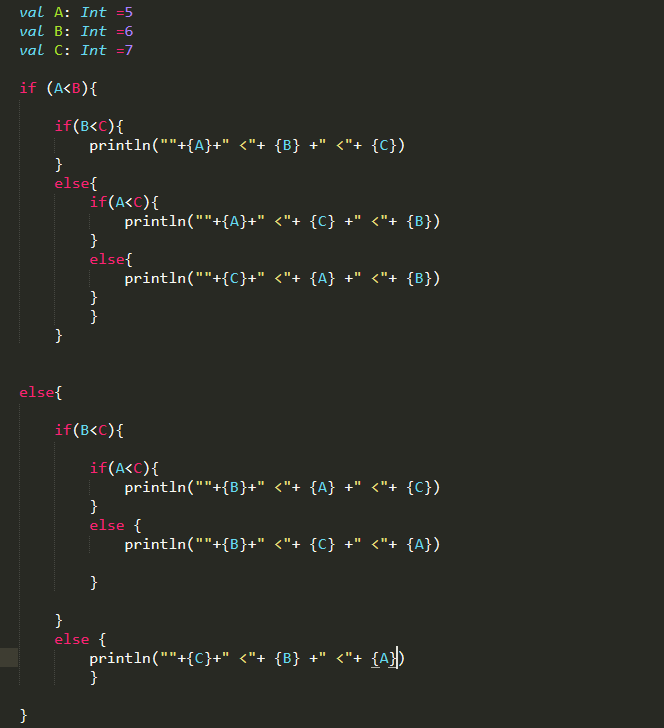 val A: Int =5
val B: Int =6
val C: Int =7
if (A<B){
if(B<C){
println(""+{A}+" <"+ {B} +" <"+ {C})
}
else{
if(A<C){
println(""+{A}+" <"+ {C} +" <"+ {B})
}
else{
println(""+{C}+" <"+ {A} +" <"+ {B})
}
}
}
else{
if(B<C){
if(A<C){
println(""+{B}+" <"+ {A} +" <"+ {C})
}
else {
println(""+{B}+" <"+ {C} +" <"+ {A})
}
}
else {
println(""+{C}+" <"+ {B} +" <"+ {A})
}
}